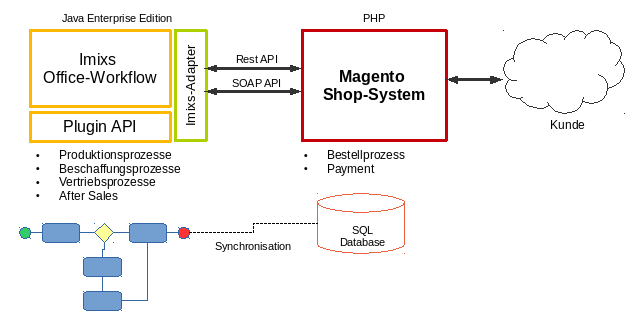 Java Enterprise Edition
PHP
Imixs
Office-Workflow
Plugin API
Imixs-Adapter
Rest API
SOAP API
Magento
Shop-System
Kunde
• Produktionsprozesse
• Beschaffungsprozesse
• Vertriebsprozesse
• After Sales
• Bestellprozess
• Payment
Synchronisation
SQL
Database